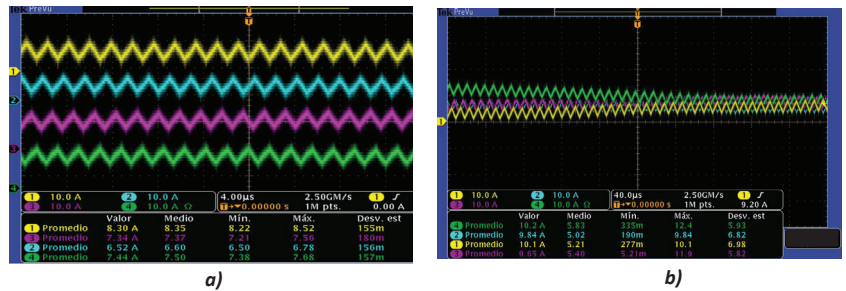 Tek PreVu
T
1
2
3
4
1 10.0 A 2 10.0 A 4.00µs 2.50GM/s 1 ∫
3 10.0 A 4 10.0 A Ω T→▼0.00000 s 1M pts. 0.00 A
Valor Medio Mín. Máx. Desv. est
1 Promedio 8.30 A 8.35 8.22 8.52 155m
3 Promedio 7.34 A 7.37 7.21 7.56 180m
2 Promedio 6.52 A 6.60 6.50 6.78 156m
4 Promedio 7.44 A 7.50 7.38 7.68 157m
a)
Tek PreVu
T
1
1 10.0 A 2 10.0 A 40.0µs 2.50GM/s 1 ∫
3 10.0 A 4 10.0 A Ω T→▼0.00000 s 1M pts. 9.20 A
Valor Medio Mín. Máx. Desv. est
4 Promedio 10.2 A 5.83 335m 12.4 5.93
2 Promedio 9.84 A 5.02 190m 9.84 6.82
1 Promedio 10.1 A 5.21 277m 10.1 6.98
3 Promedio 9.65 A 5.40 5.21m 11.9 5.82
b)